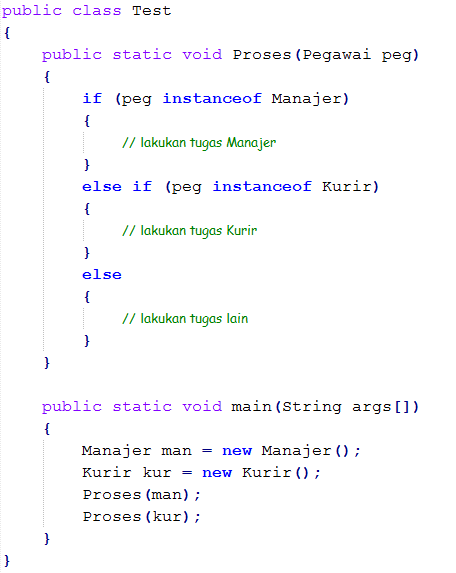 public class Test
{
    public static void Proses(Pegawai peg)
    {
        if (peg instanceof Manajer)
        {
            // lakukan tugas Manajer
        }
        else if (peg instanceof Kurir)
        {
            // lakukan tugas Kurir
        }
        else
        {
            // lakukan tugas lain
        }
    }

    public static void main(String args[])
    {
        Manajer man = new Manajer();
        Kurir kur = new Kurir();
        Proses(man);
        Proses(kur);
    }
}